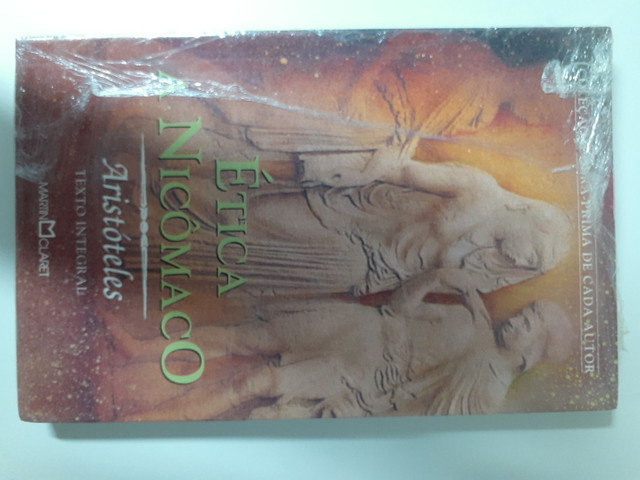 PRIMA DE CADA AUTOR
ÉTICA
A NICÔMACO
Aristóteles
TEXTO INTEGRAL
MARTIN CLARET